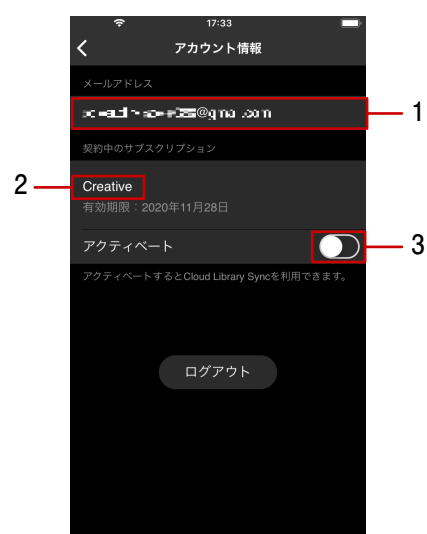 17:33
アカウント情報
メールアドレス
1
契約中のサブスクリプション
2
Creative
有効期限：2020年11月28日
アクティベート
3
アクティベートするとCloud Library Syncを利用できます。
ログアウト